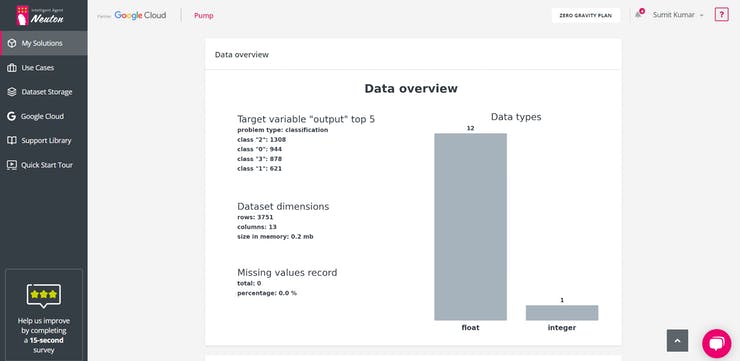 Intelligent Agent
Neuton
My Solutions
Use Cases
Dataset Storage
Google Cloud
Support Library
Quick Start Tour
Help us improve
by completing
a 15-second
survey
Partner
Google Cloud
Pump
ZERO GRAVITY PLAN
Sumit Kumar
?
Data overview
Data overview
Target variable "output" top 5
problem type: classification
class "2": 1308
class "0": 944
class "3": 878
class "1": 621
Dataset dimensions
rows: 3751
columns: 13
size in memory: 0.2 mb
Missing values record
total: 0
percentage: 0.0 %
Data types
12
1
float
integer